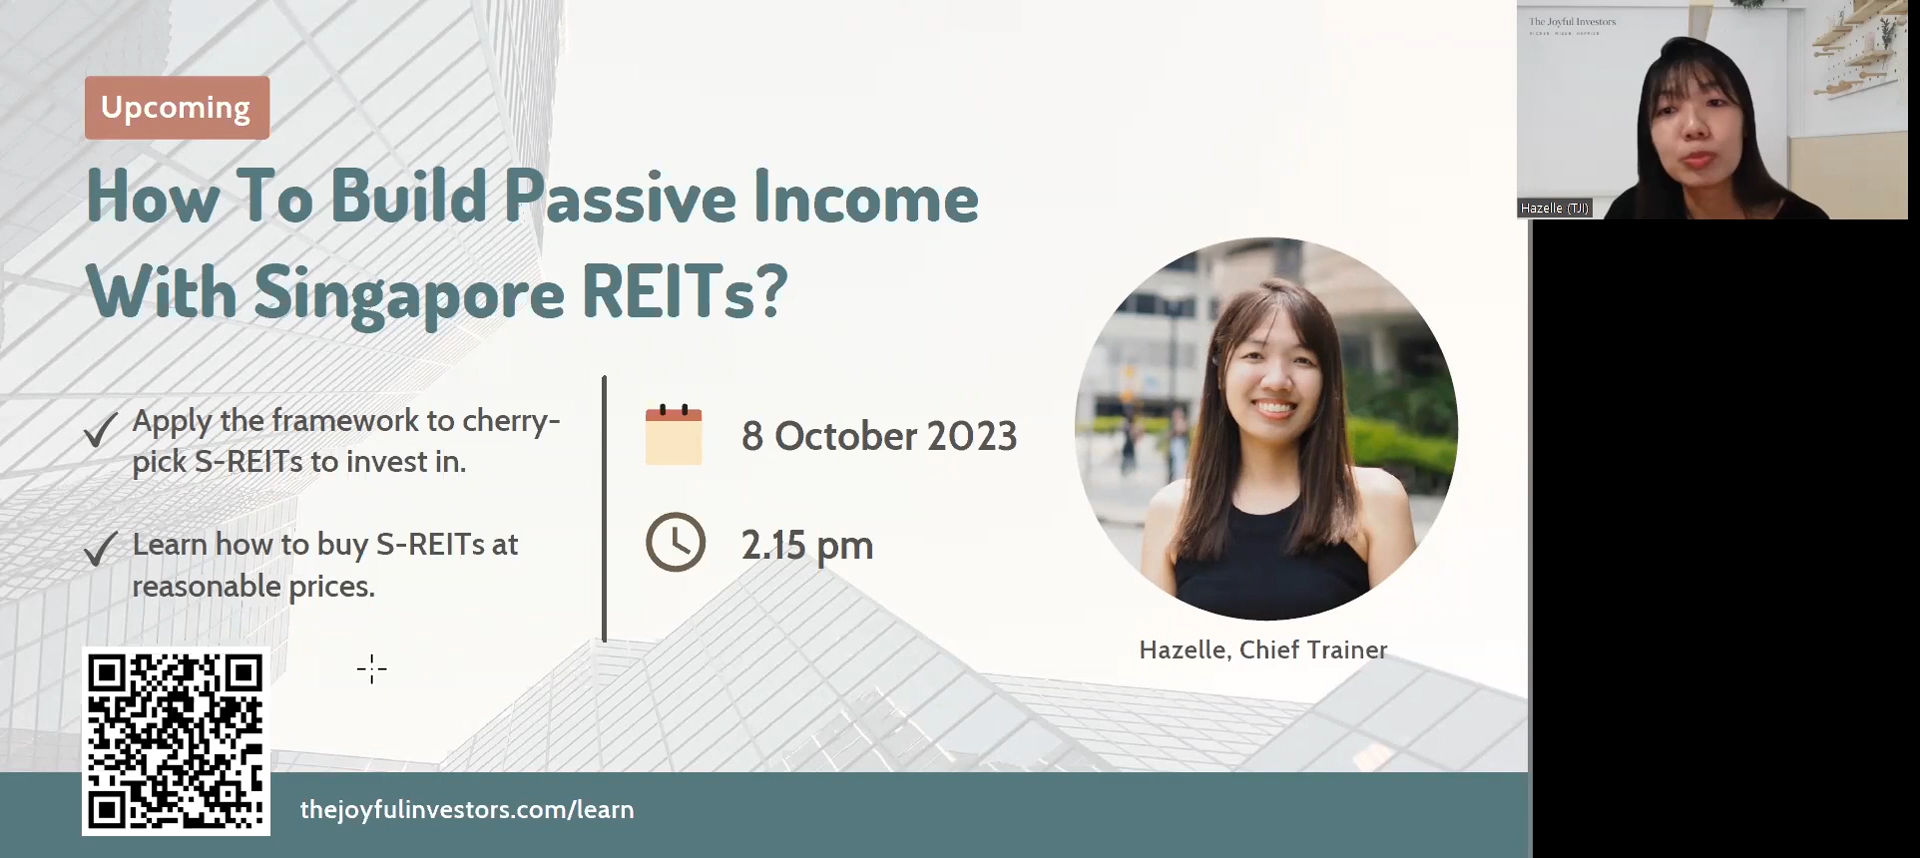 Upcoming
How To Build Passive Income
With Singapore REITs?
Apply the framework to cherry-
pick S-REITs to invest in.
Learn how to buy S-REITs at
reasonable prices.
8 October 2023
2.15 pm
Hazelle, Chief Trainer
thejoyfulinvestors.com/learn
The Joyful Investors
Hazelle (TJI)